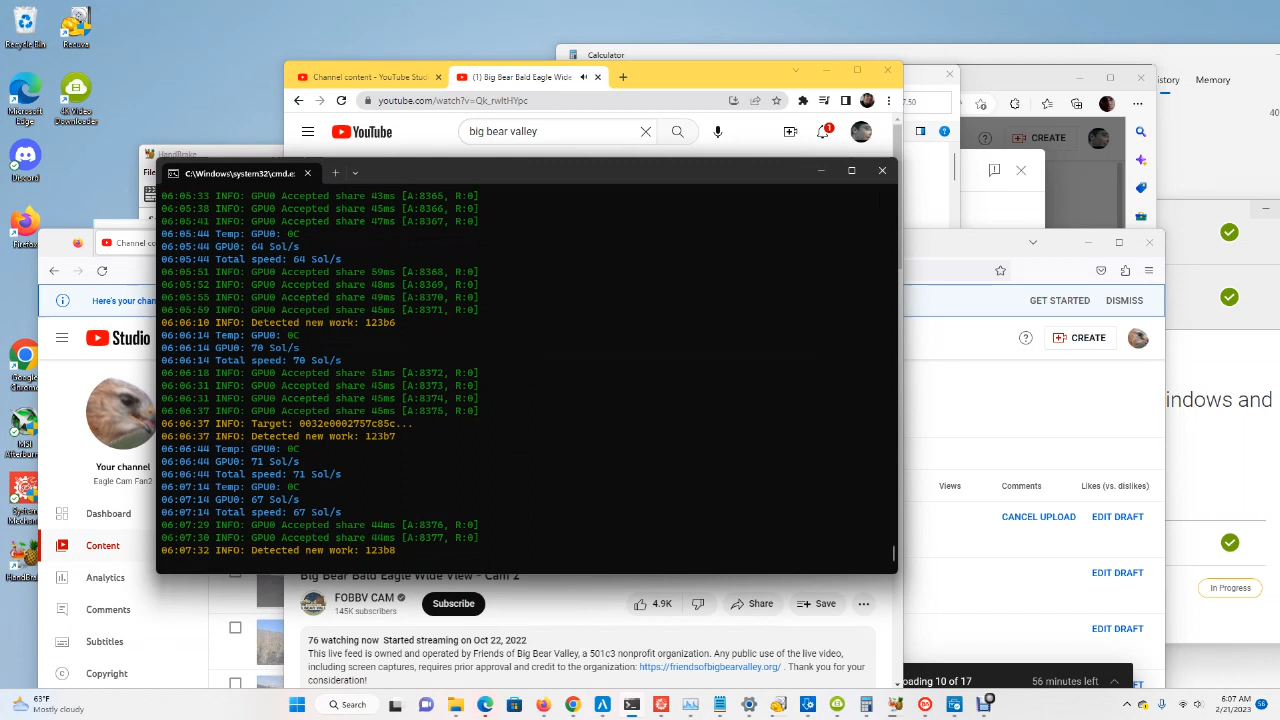 Recycle Bin
Recuva
Microsoft Edge
4K Video Downloader
Discord
Firefox
Calculator
Channel content - YouTube Studi
(1) Big Bear Bald Eagle Wide
youtube.com/watch?v=Qk_rwItHYpc
YouTube
big bear valley
1
History
Memory
7.50
CREATE
HandBrake
File
C:\Windows\system32\cmd.e
06:05:33 INFO: GPU0 Accepted share 43ms [A:8365, R:0]
06:05:38 INFO: GPU0 Accepted share 45ms [A:8366, R:0]
06:05:41 INFO: GPU0 Accepted share 47ms [A:8367, R:0]
06:05:44 Temp: GPU0: 0C
06:05:44 GPU0: 64 Sol/s
06:05:44 Total speed: 64 Sol/s
06:05:51 INFO: GPU0 Accepted share 59ms [A:8368, R:0]
06:05:52 INFO: GPU0 Accepted share 48ms [A:8369, R:0]
06:05:55 INFO: GPU0 Accepted share 49ms [A:8370, R:0]
06:05:59 INFO: GPU0 Accepted share 45ms [A:8371, R:0]
06:06:10 INFO: Detected new work: 123b6
06:06:14 Temp: GPU0: 0C
06:06:14 GPU0: 70 Sol/s
06:06:14 Total speed: 70 Sol/s
06:06:18 INFO: GPU0 Accepted share 51ms [A:8372, R:0]
06:06:31 INFO: GPU0 Accepted share 45ms [A:8373, R:0]
06:06:31 INFO: GPU0 Accepted share 45ms [A:8374, R:0]
06:06:37 INFO: GPU0 Accepted share 45ms [A:8375, R:0]
06:06:37 INFO: Target: 0032e0002757c85c...
06:06:37 INFO: Detected new work: 123b7
06:06:44 Temp: GPU0: 0C
06:06:44 GPU0: 71 Sol/s
06:06:44 Total speed: 71 Sol/s
06:07:14 Temp: GPU0: 0C
06:07:14 GPU0: 67 Sol/s
06:07:14 Total speed: 67 Sol/s
06:07:29 INFO: GPU0 Accepted share 44ms [A:8376, R:0]
06:07:30 INFO: GPU0 Accepted share 44ms [A:8377, R:0]
06:07:32 INFO: Detected new work: 123b8
Channel co
Here's your chan
GET STARTED
DISMISS
Studio
CREATE
Google Chrome
MSI Afterburn
System Mechan
Handbra
Your channel
Eagle Cam Fan2
Dashboard
Content
Analytics
Comments
Subtitles
Copyright
indows and
Views
Comments
Likes (vs. dislikes)
CANCEL UPLOAD
EDIT DRAFT
EDIT DRAFT
In Progress
EDIT DRAFT
Big Bear Bald Eagle Wide View - Cam 2
FOBBV CAM
145K subscribers
Subscribe
4.9K
Share
Save
76 watching now Started streaming on Oct 22, 2022
This live feed is owned and operated by Friends of Big Bear Valley, a 501c3 nonprofit organization. Any public use of the live video,
including screen captures, requires prior approval and credit to the organization: https://friendsofbigbearvalley.org/ . Thank you for your
consideration!
oading 10 of 17
56 minutes left
63°F
Mostly cloudy
Search
6:07 AM
2/21/2023